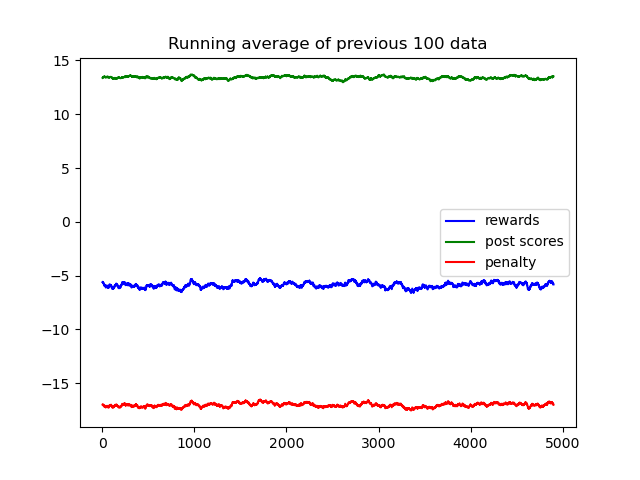 Running average of previous 100 data
15
10
5
0
−5
−10
−15
rewards
post scores
penalty
0 1000 2000 3000 4000 5000